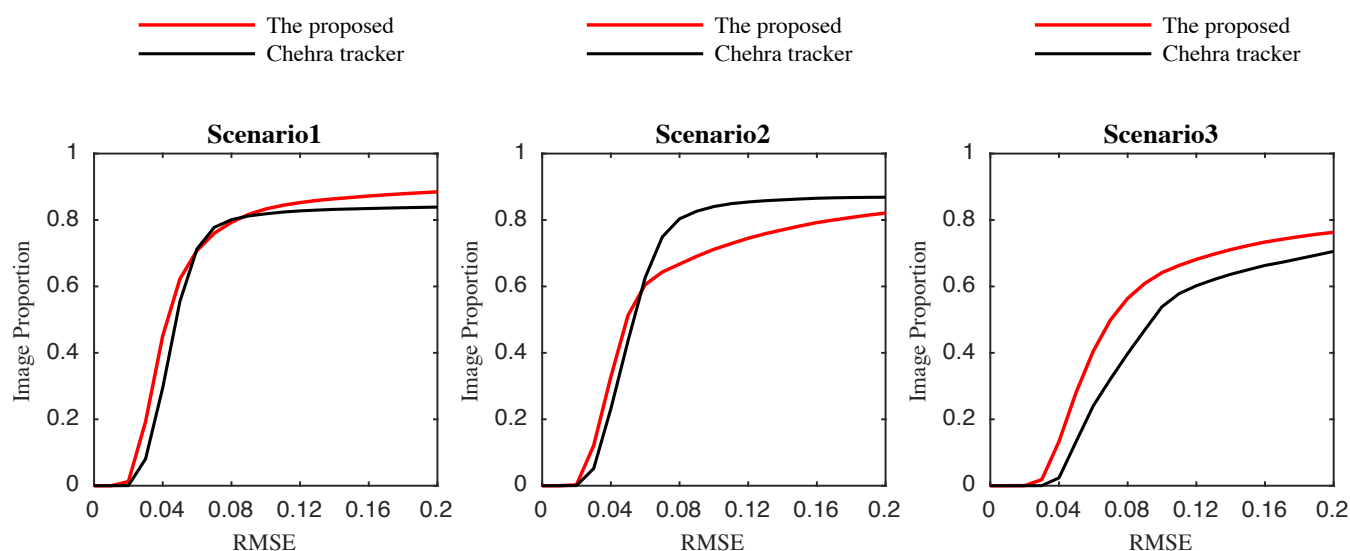 The proposed
Chehra tracker
The proposed
Chehra tracker
The proposed
Chehra tracker
Scenario1
1
0.8
0.6
0.4
0.2
0
Image Proportion
0 0.04 0.08 0.12 0.16 0.2
RMSE
Scenario2
1
0.8
0.6
0.4
0.2
0
Image Proportion
0 0.04 0.08 0.12 0.16 0.2
RMSE
Scenario3
1
0.8
0.6
0.4
0.2
0
Image Proportion
0 0.04 0.08 0.12 0.16 0.2
RMSE